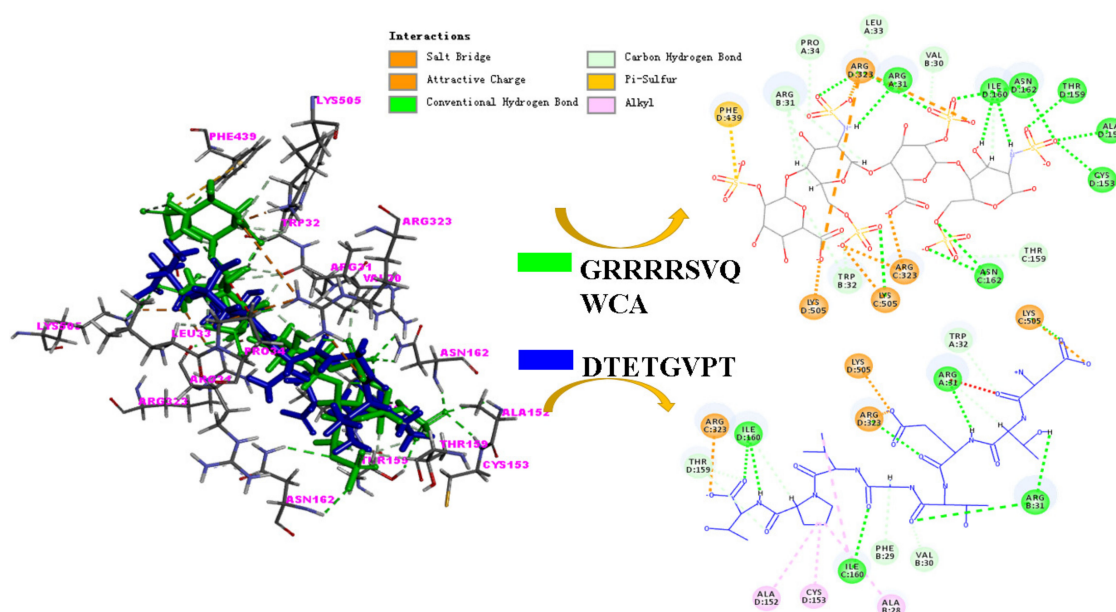 Interactions
Salt Bridge
Attractive Charge
Conventional Hydrogen Bond
Carbon Hydrogen Bond
Pi-Sulfur
Alkyl
LYS505
PHE439
TRP32
ARG323
ARG31
LYS505
LEU33
ASN162
ARG323
ALA152
THR159
THR159
CYS153
ASN162
GRRRRSVQ
WCA
DTETGVPT
LEU
A:33
PRO
A:34
ARG
D:323
ARG
A:31
VAL
B:30
ILE
D:160
ASN
D:162
THR
D:159
ARG
B:31
PHE
D:439
CYS
D:153
THR
C:159
ASN
C:162
ARG
C:323
TRP
B:32
LYS
C:505
LYS
D:505
LYS
C:505
TRP
A:32
LYS
D:505
ARG
A:31
ARG
D:323
ARG
C:323
ILE
D:160
THR
D:159
ARG
B:31
PHE
B:29
VAL
B:30
ILE
C:160
ALA
D:152
CYS
D:153
ALA
B:28